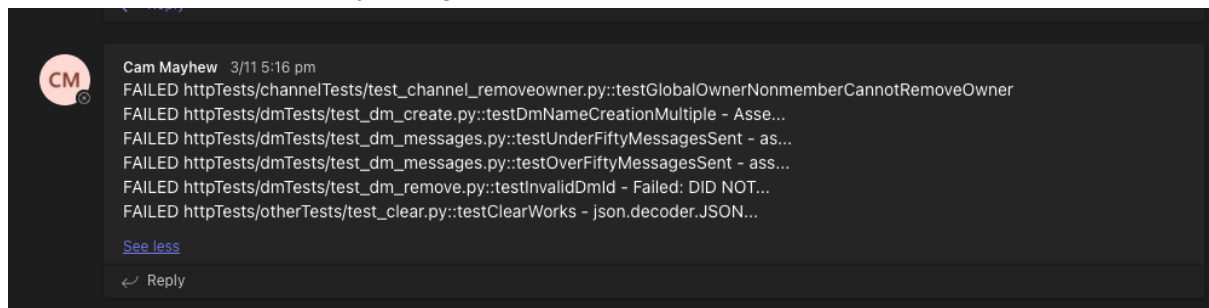 CM
Cam Mayhew 3/11 5:16 pm
FAILED httpTests/channelTests/test_channel_removeowner.py::testGlobalOwnerNonmemberCannotRemoveOwner
FAILED httpTests/dmTests/test_dm_create.py::testDmNameCreationMultiple - Asse...
FAILED httpTests/dmTests/test_dm_messages.py::testUnderFiftyMessagesSent - as...
FAILED httpTests/dmTests/test_dm_messages.py::testOverFiftyMessagesSent - ass...
FAILED httpTests/dmTests/test_dm_remove.py::testInvalidDmId - Failed: DID NOT...
FAILED httpTests/otherTests/test_clear.py::testClearWorks - json.decoder.JSON...
See less
Reply